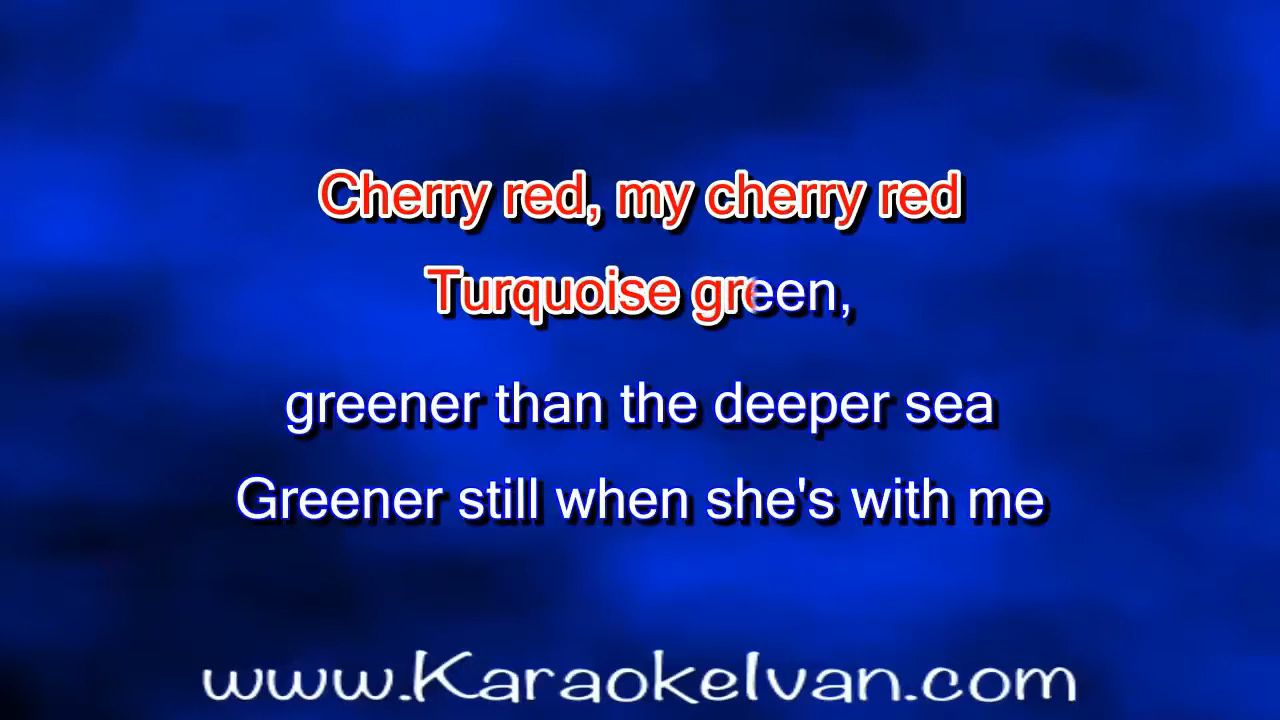 Cherry red, my cherry red
Turquoise green,
greener than the deeper sea
Greener still when she's with me
www.KaraokeIvan.com